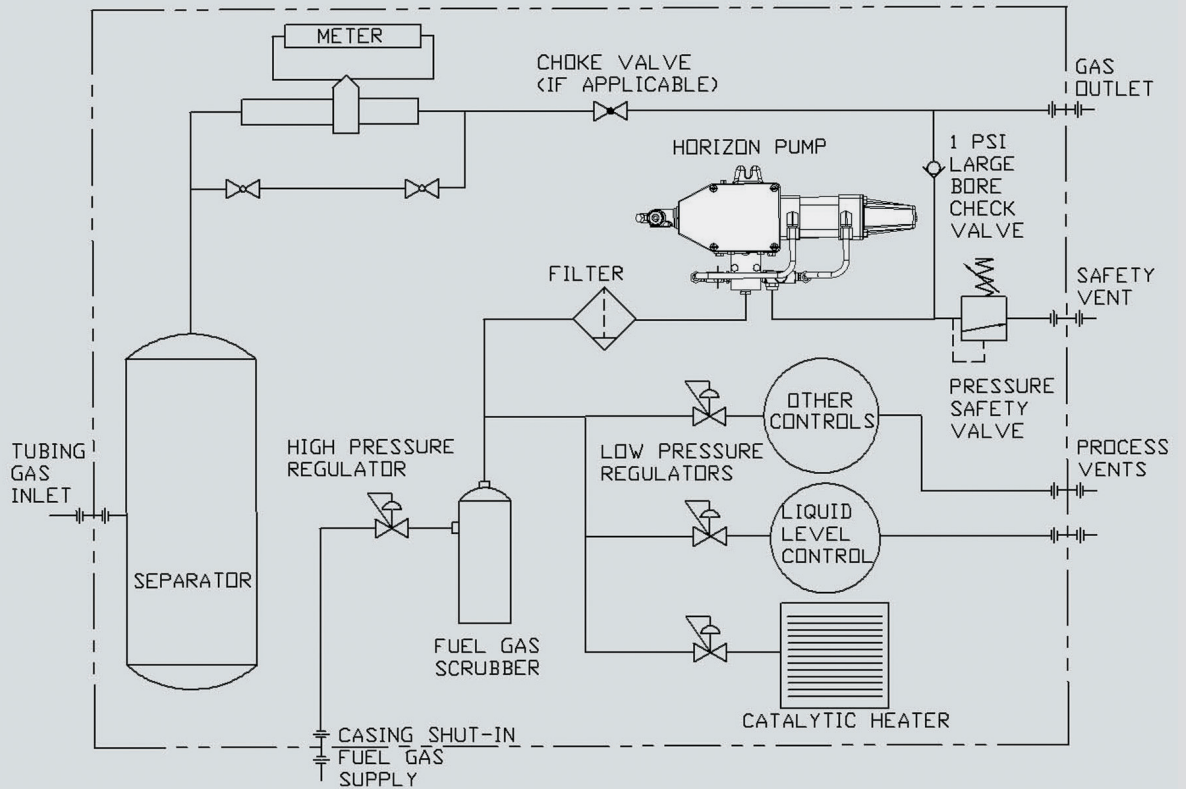 METER
CHOKE VALVE
(IF APPLICABLE)
GAS
OUTLET
HORIZON PUMP
1 PSI
LARGE
BORE
CHECK
VALVE
FILTER
SAFETY
VENT
PRESSURE
SAFETY
VALVE
OTHER
CONTROLS
HIGH PRESSURE
REGULATOR
LOW PRESSURE
REGULATORS
TUBING
GAS
INLET
PROCESS
VENTS
LIQUID
LEVEL
CONTROL
SEPARATOR
FUEL GAS
SCRUBBER
CATALYTIC HEATER
CASING SHUT-IN
FUEL GAS
SUPPLY